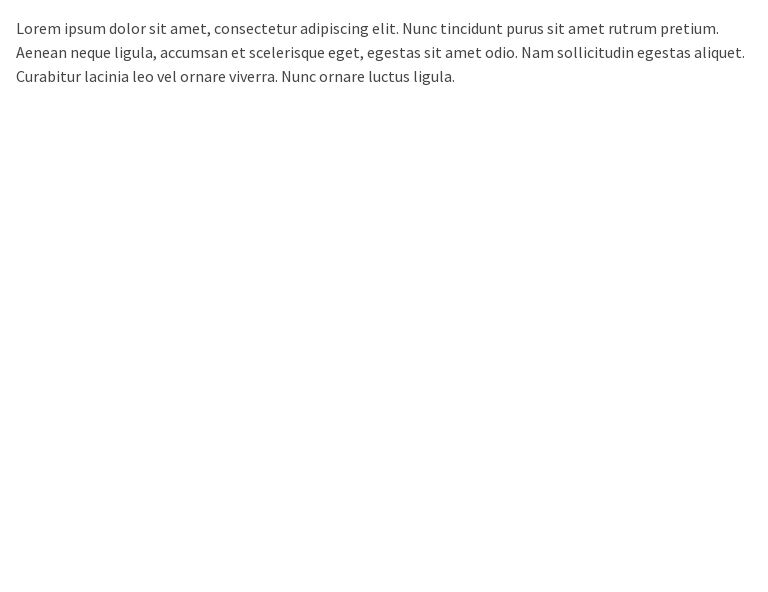 Lorem ipsum dolor sit amet, consectetur adipiscing elit. Nunc tincidunt purus sit amet rutrum pretium.
Aenean neque ligula, accumsan et scelerisque eget, egestas sit amet odio. Nam sollicitudin egestas aliquet.
Curabitur lacinia leo vel ornare viverra. Nunc ornare luctus ligula.